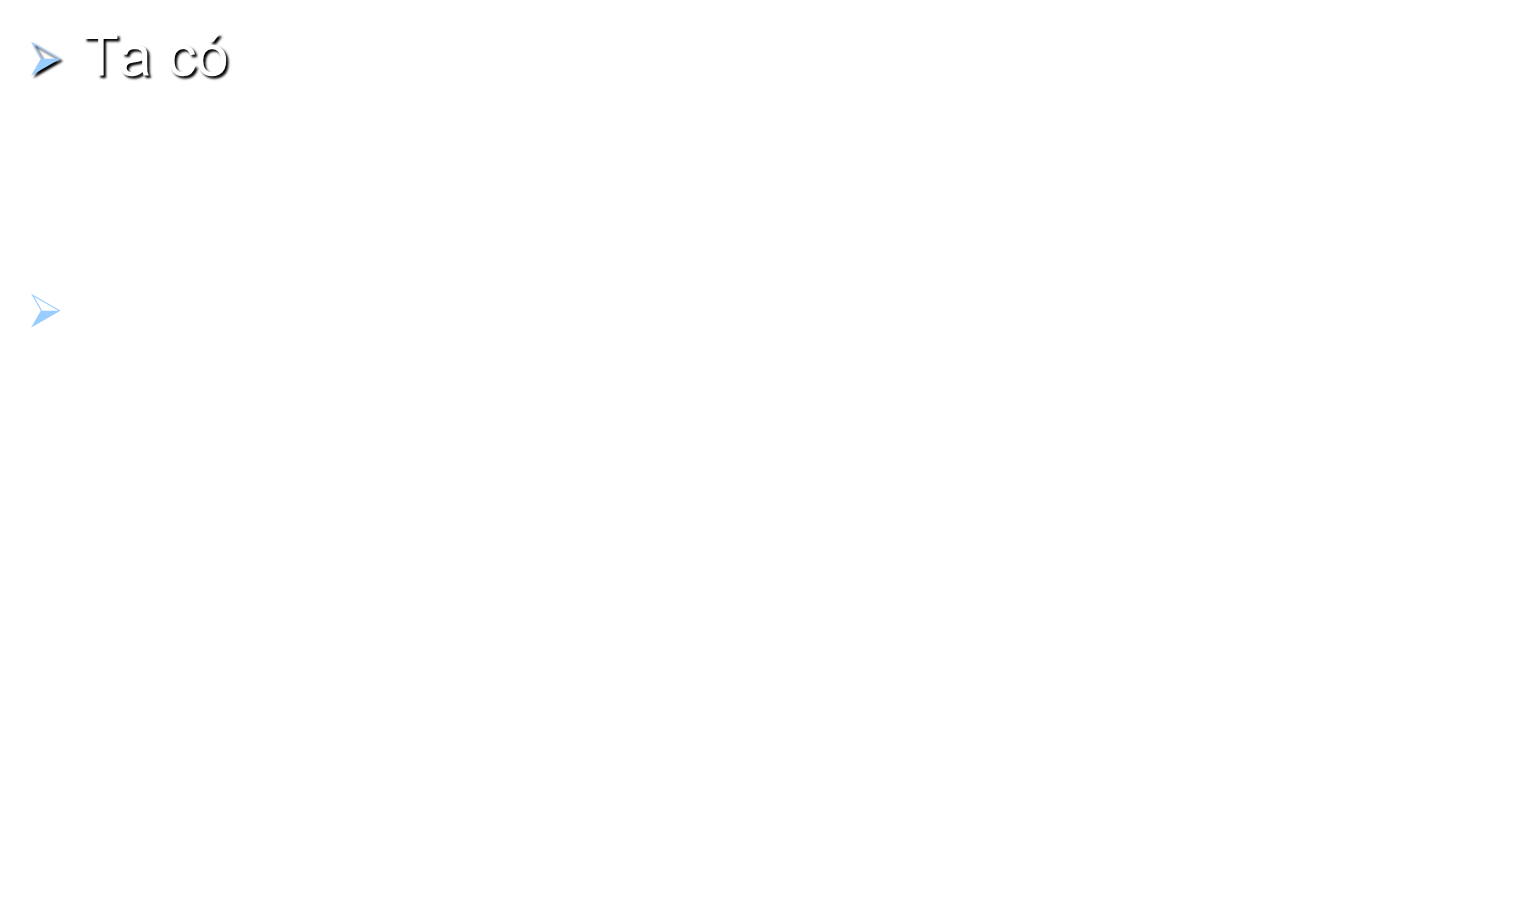 ➢ Ta có
➢